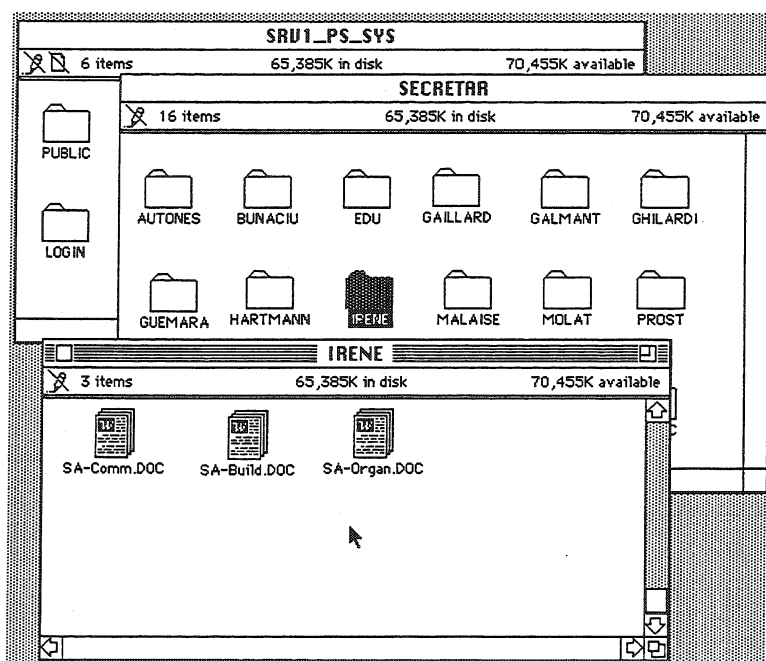 SRV1_PS_SYS
6 items 65,385K in disk 70,455K available
SECRETAR
16 items 65,385K in disk 70,455K available
PUBLIC
LOGIN
AUTONES BUNACIU EDU GAILLARD GALMANT GHILARDI
GUEMARA HARTMANN IRENE MALAISE MOLAT PROST
IRENE
3 items 65,385K in disk 70,455K available
SA-Comm.DOC SA-Build.DOC SA-Organ.DOC